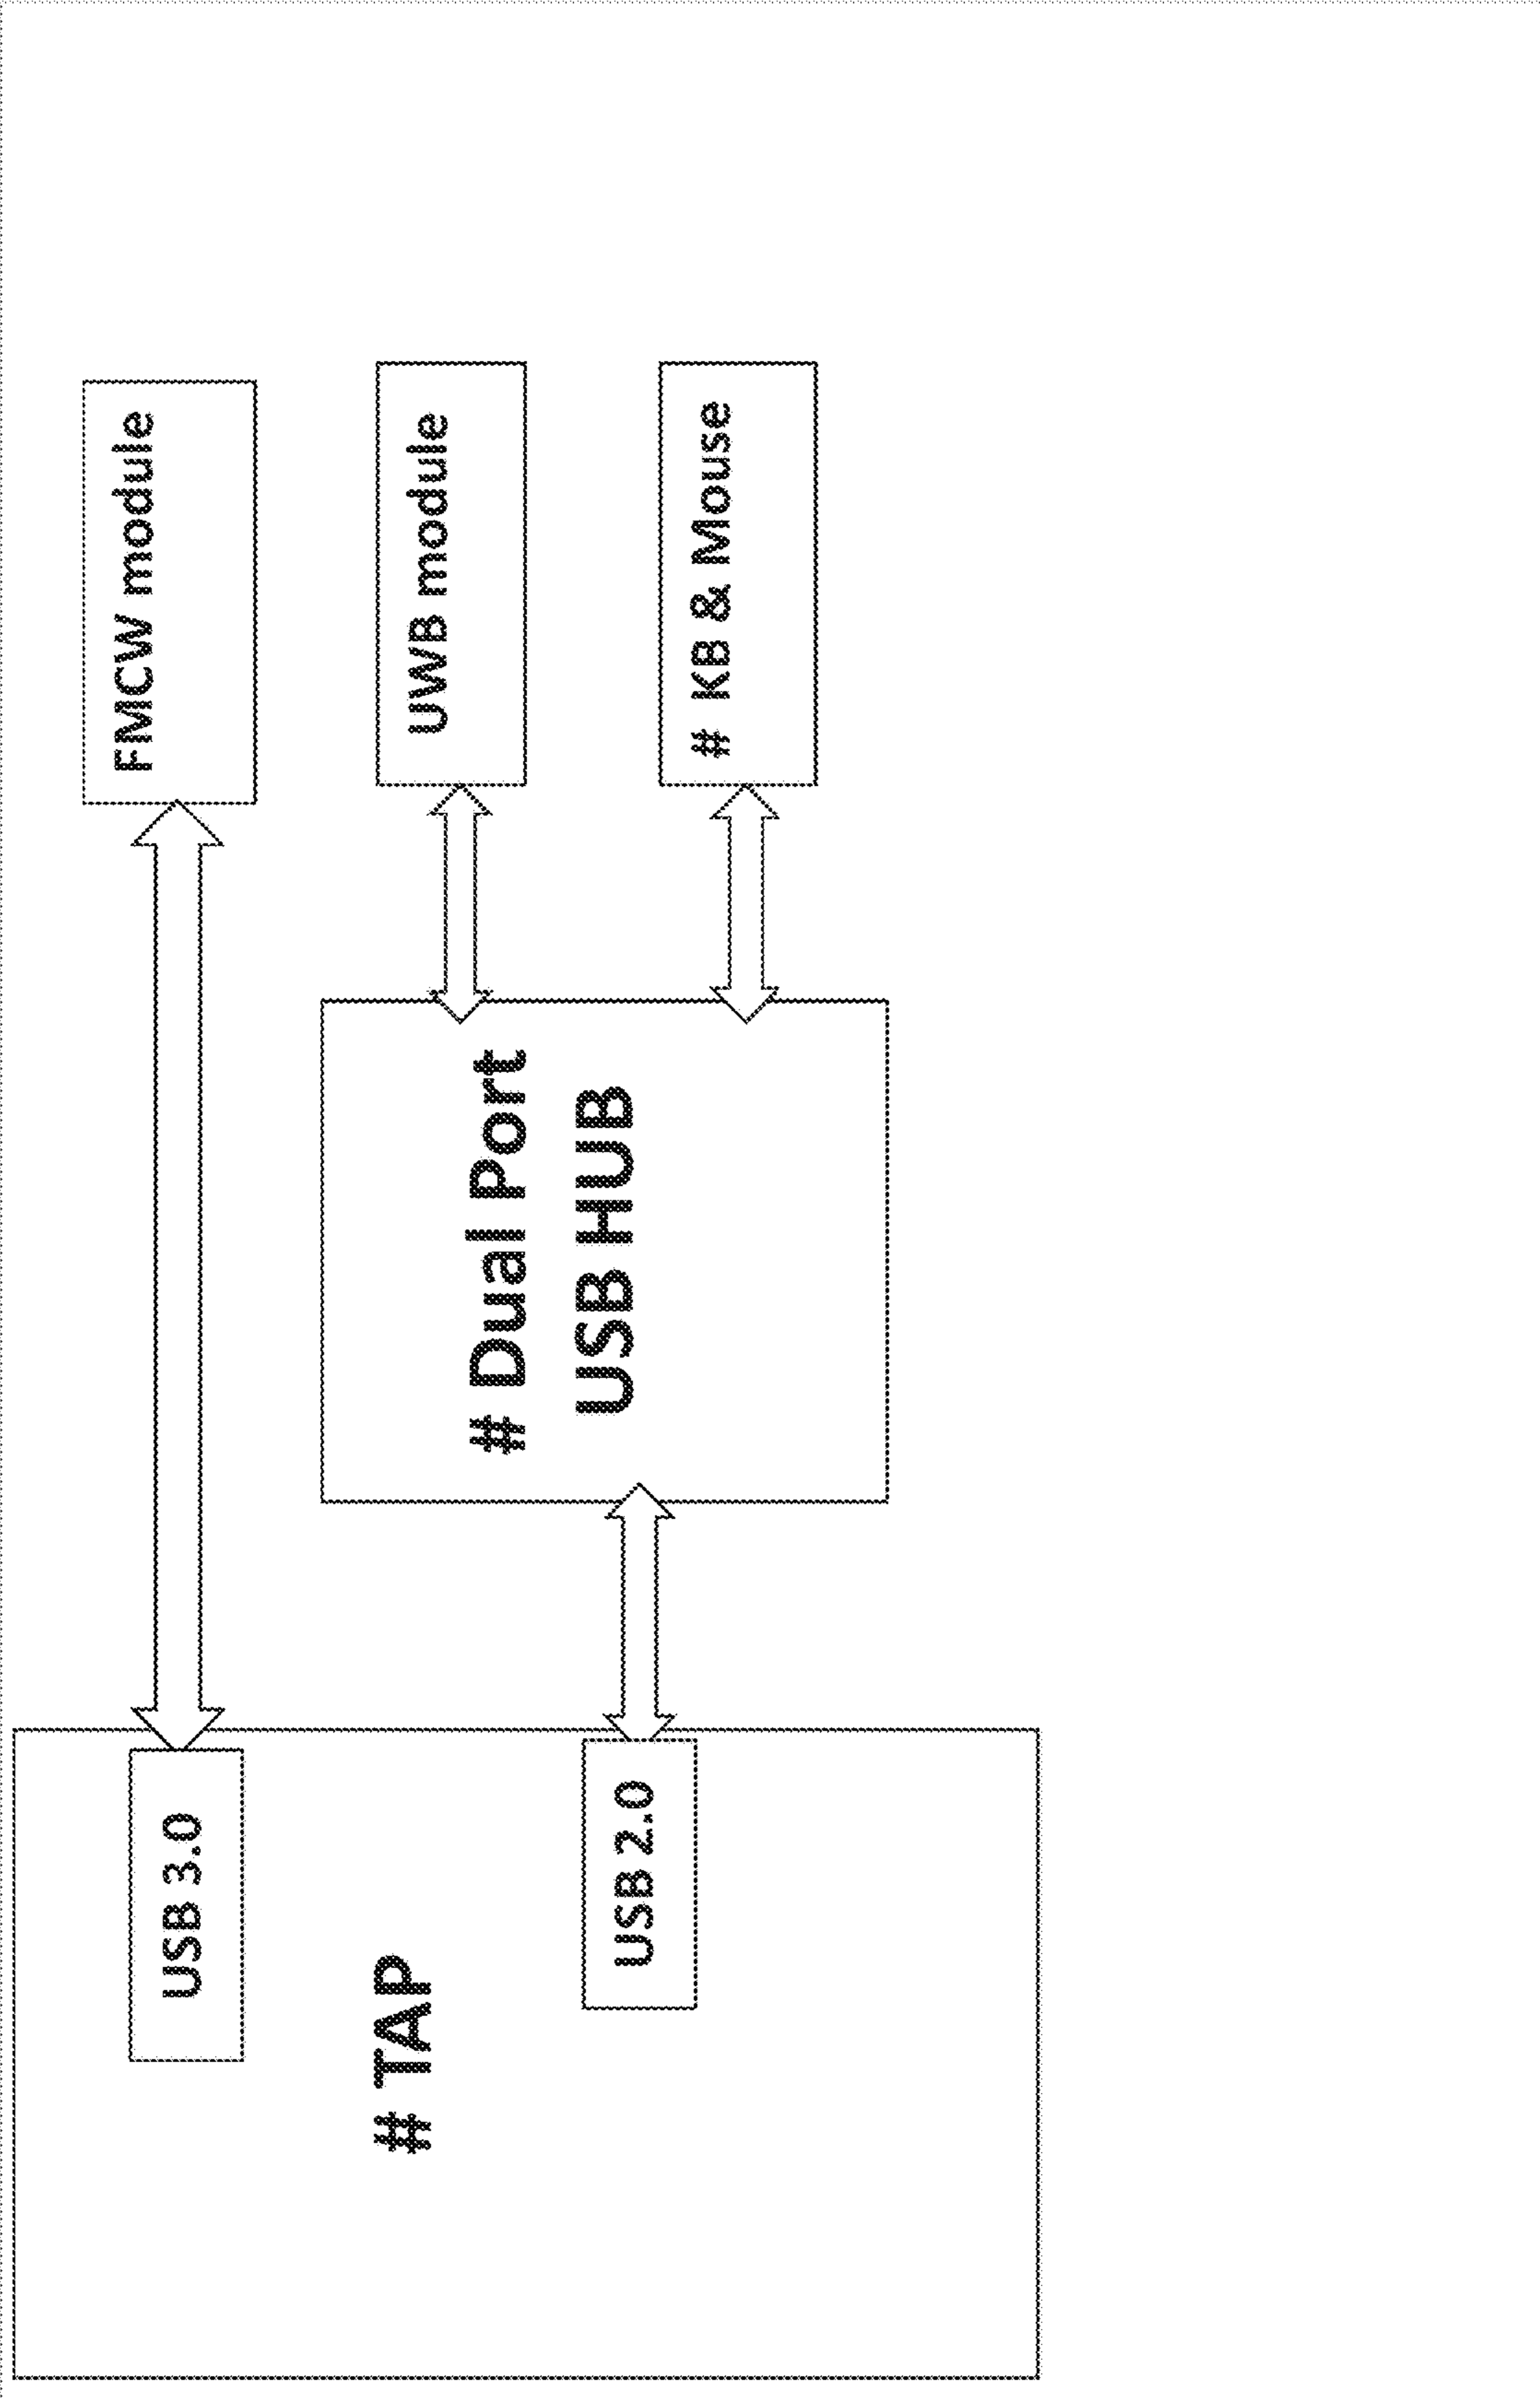 # TAP
USB 3.0
USB 2.0
# Dual Port
USB HUB
FMCW module
UWB module
# KB & Mouse